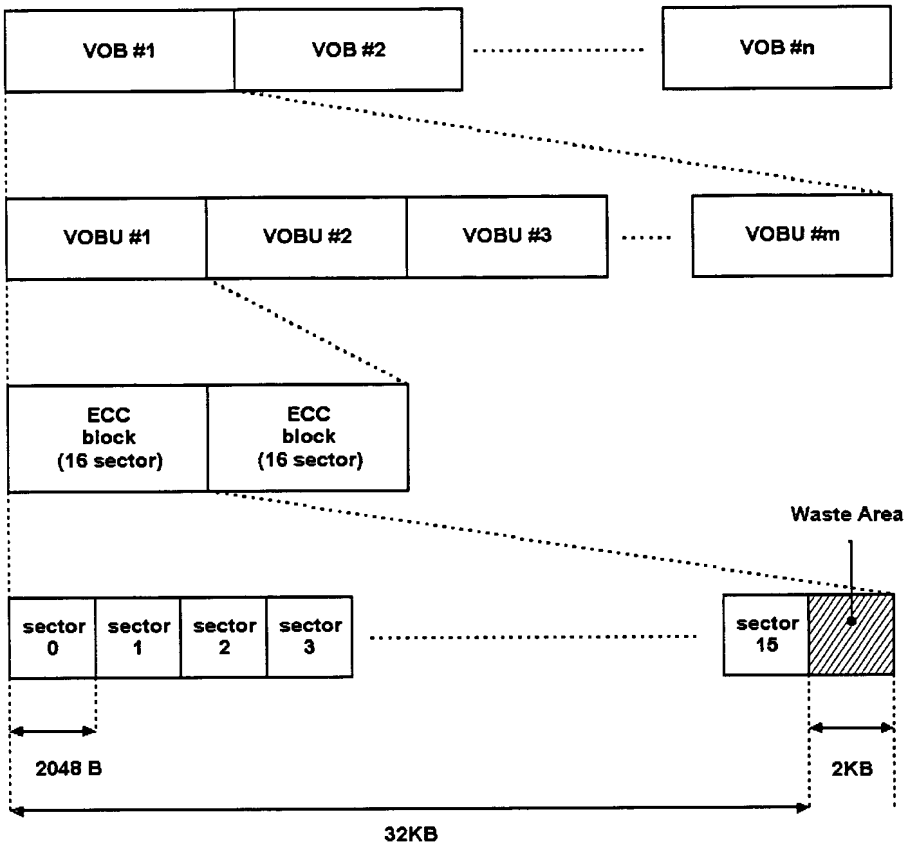 VOB #1
VOB #2
VOB #n
VOBU #1
VOBU #2
VOBU #3
VOBU #m
ECC
block
(16 sector)
ECC
block
(16 sector)
Waste Area
sector
0
sector
1
sector
2
sector
3
sector
15
2048 B
2KB
32KB